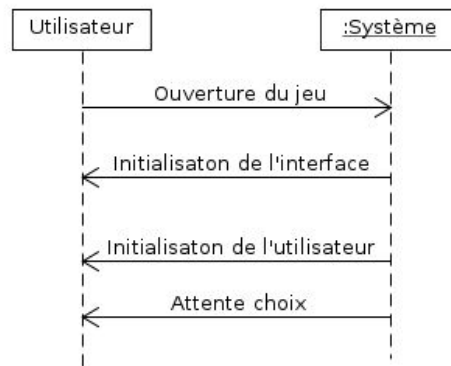 Utilisateur
:Système
Ouverture du jeu
Initialisaton de l'interface
Initialisaton de l'utilisateur
Attente choix